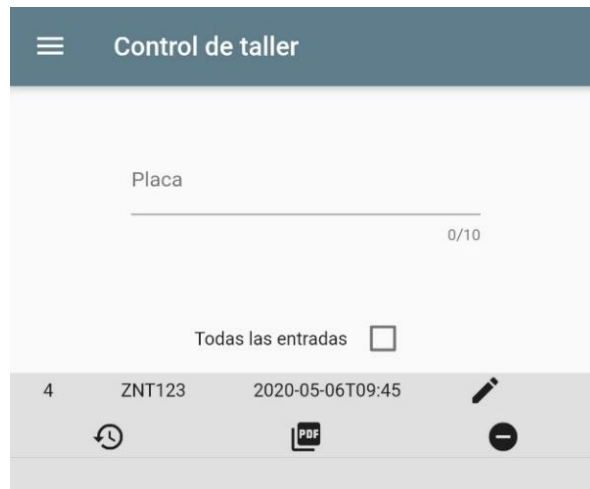 Control de taller
Placa
0/10
Todas las entradas
4 ZNT123 2020-05-06T09:45
PDF